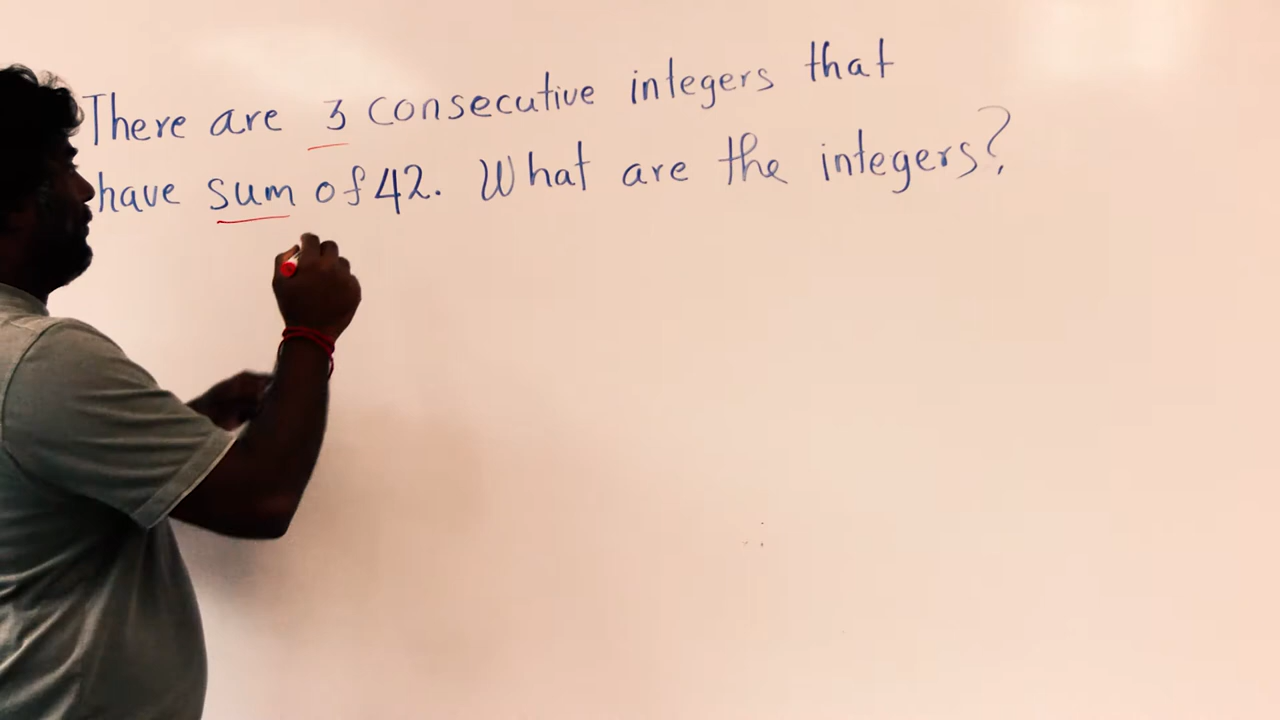 There are 3 consecutive integers that
have sum of 42. What are the integers?